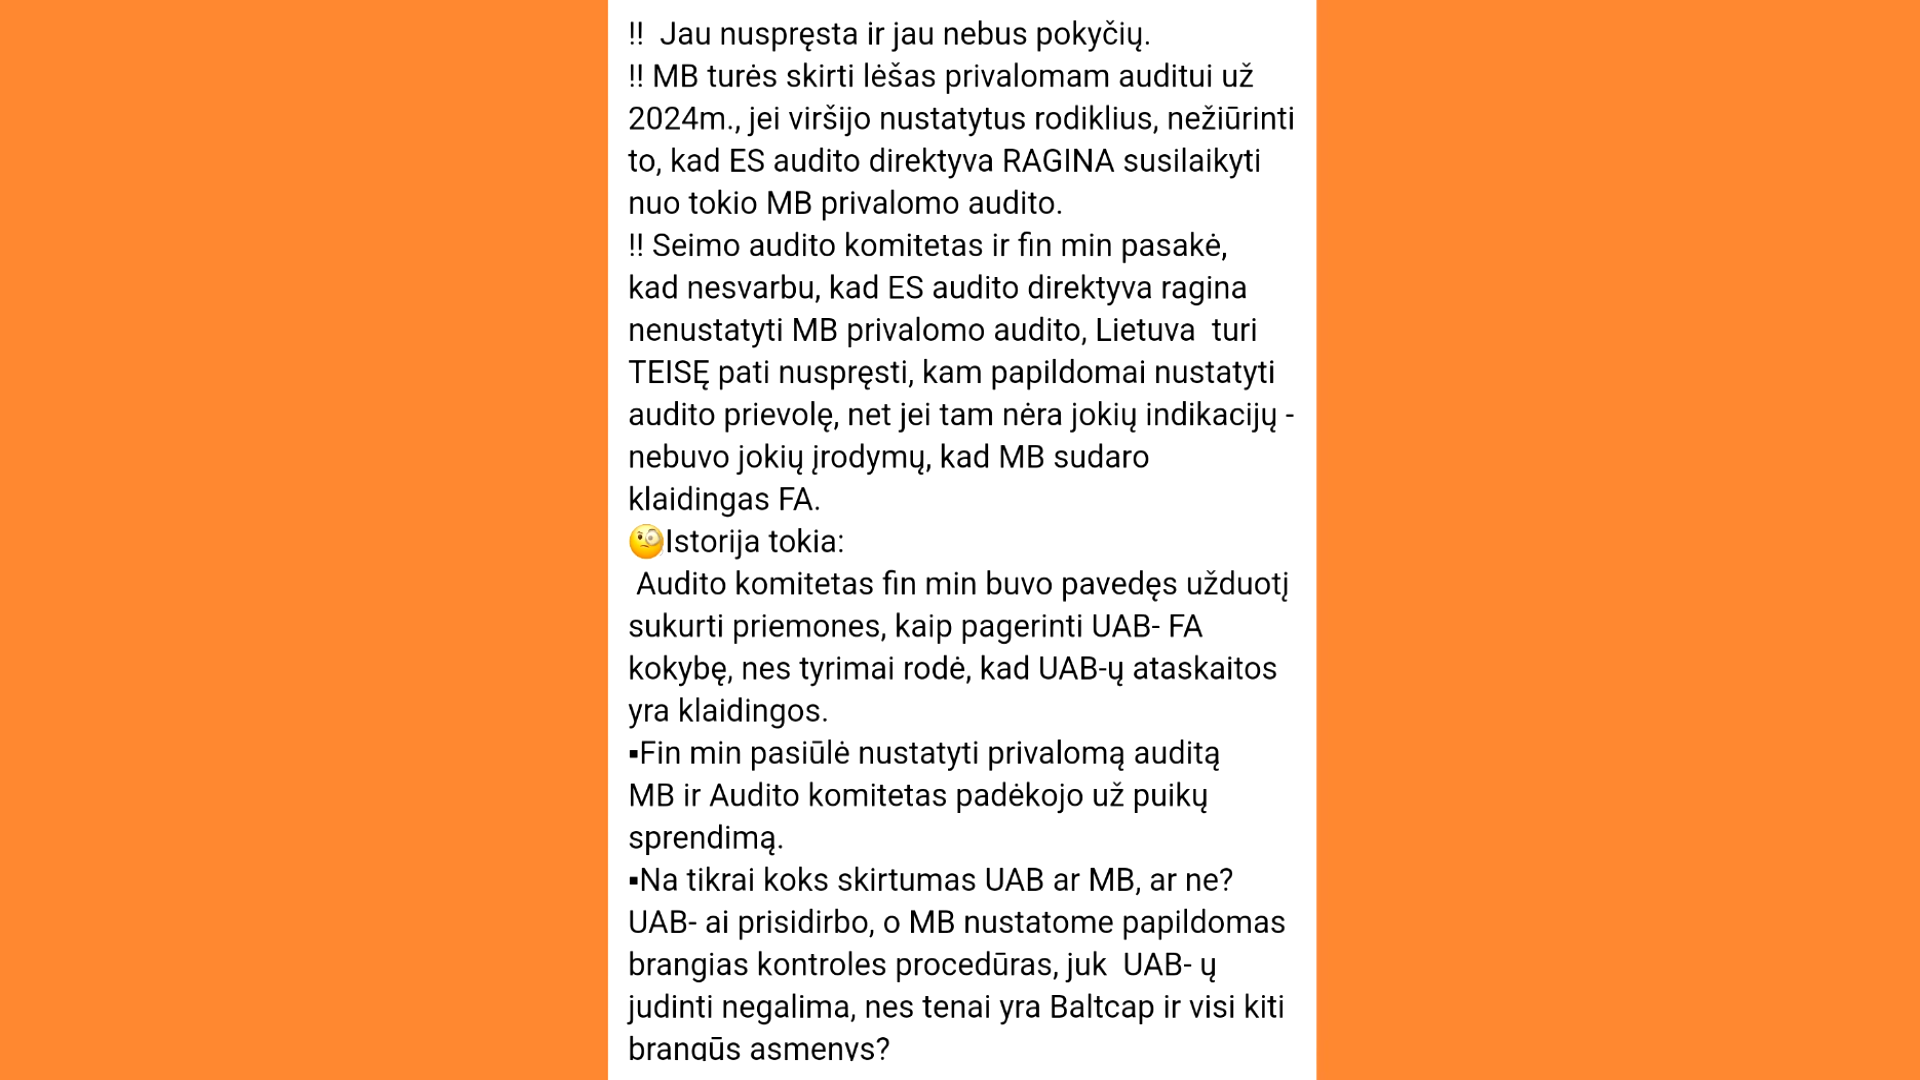 !! Jau nuspręsta ir jau nebus pokyčių.
!! MB turės skirti lėšas privalomam auditui už
2024m., jei viršijo nustatytus rodiklius, nežiūrinti
to, kad ES audito direktyva RAGINA susilaikyti
nuo tokio MB privalomo audito.
!! Seimo audito komitetas ir fin min pasakė,
kad nesvarbu, kad ES audito direktyva ragina
nenustatyti MB privalomo audito, Lietuva turi
TEISĘ pati nuspręsti, kam papildomai nustatyti
audito prievolę, net jei tam nėra jokių indikacijų -
nebuvo jokių įrodymų, kad MB sudaro
klaidingas FA.
🧐Istorija tokia:
Audito komitetas fin min buvo pavedęs užduotį
sukurti priemones, kaip pagerinti UAB- FA
kokybę, nes tyrimai rodė, kad UAB-ų ataskaitos
yra klaidingos.
▪Fin min pasiūlė nustatyti privalomą auditą
MB ir Audito komitetas padėkojo už puikų
sprendimą.
▪Na tikrai koks skirtumas UAB ar MB, ar ne?
UAB- ai prisidirbo, o MB nustatome papildomas
brangias kontroles procedūras, juk UAB- ų
judinti negalima, nes tenai yra Baltcap ir visi kiti
brangūs asmenys?